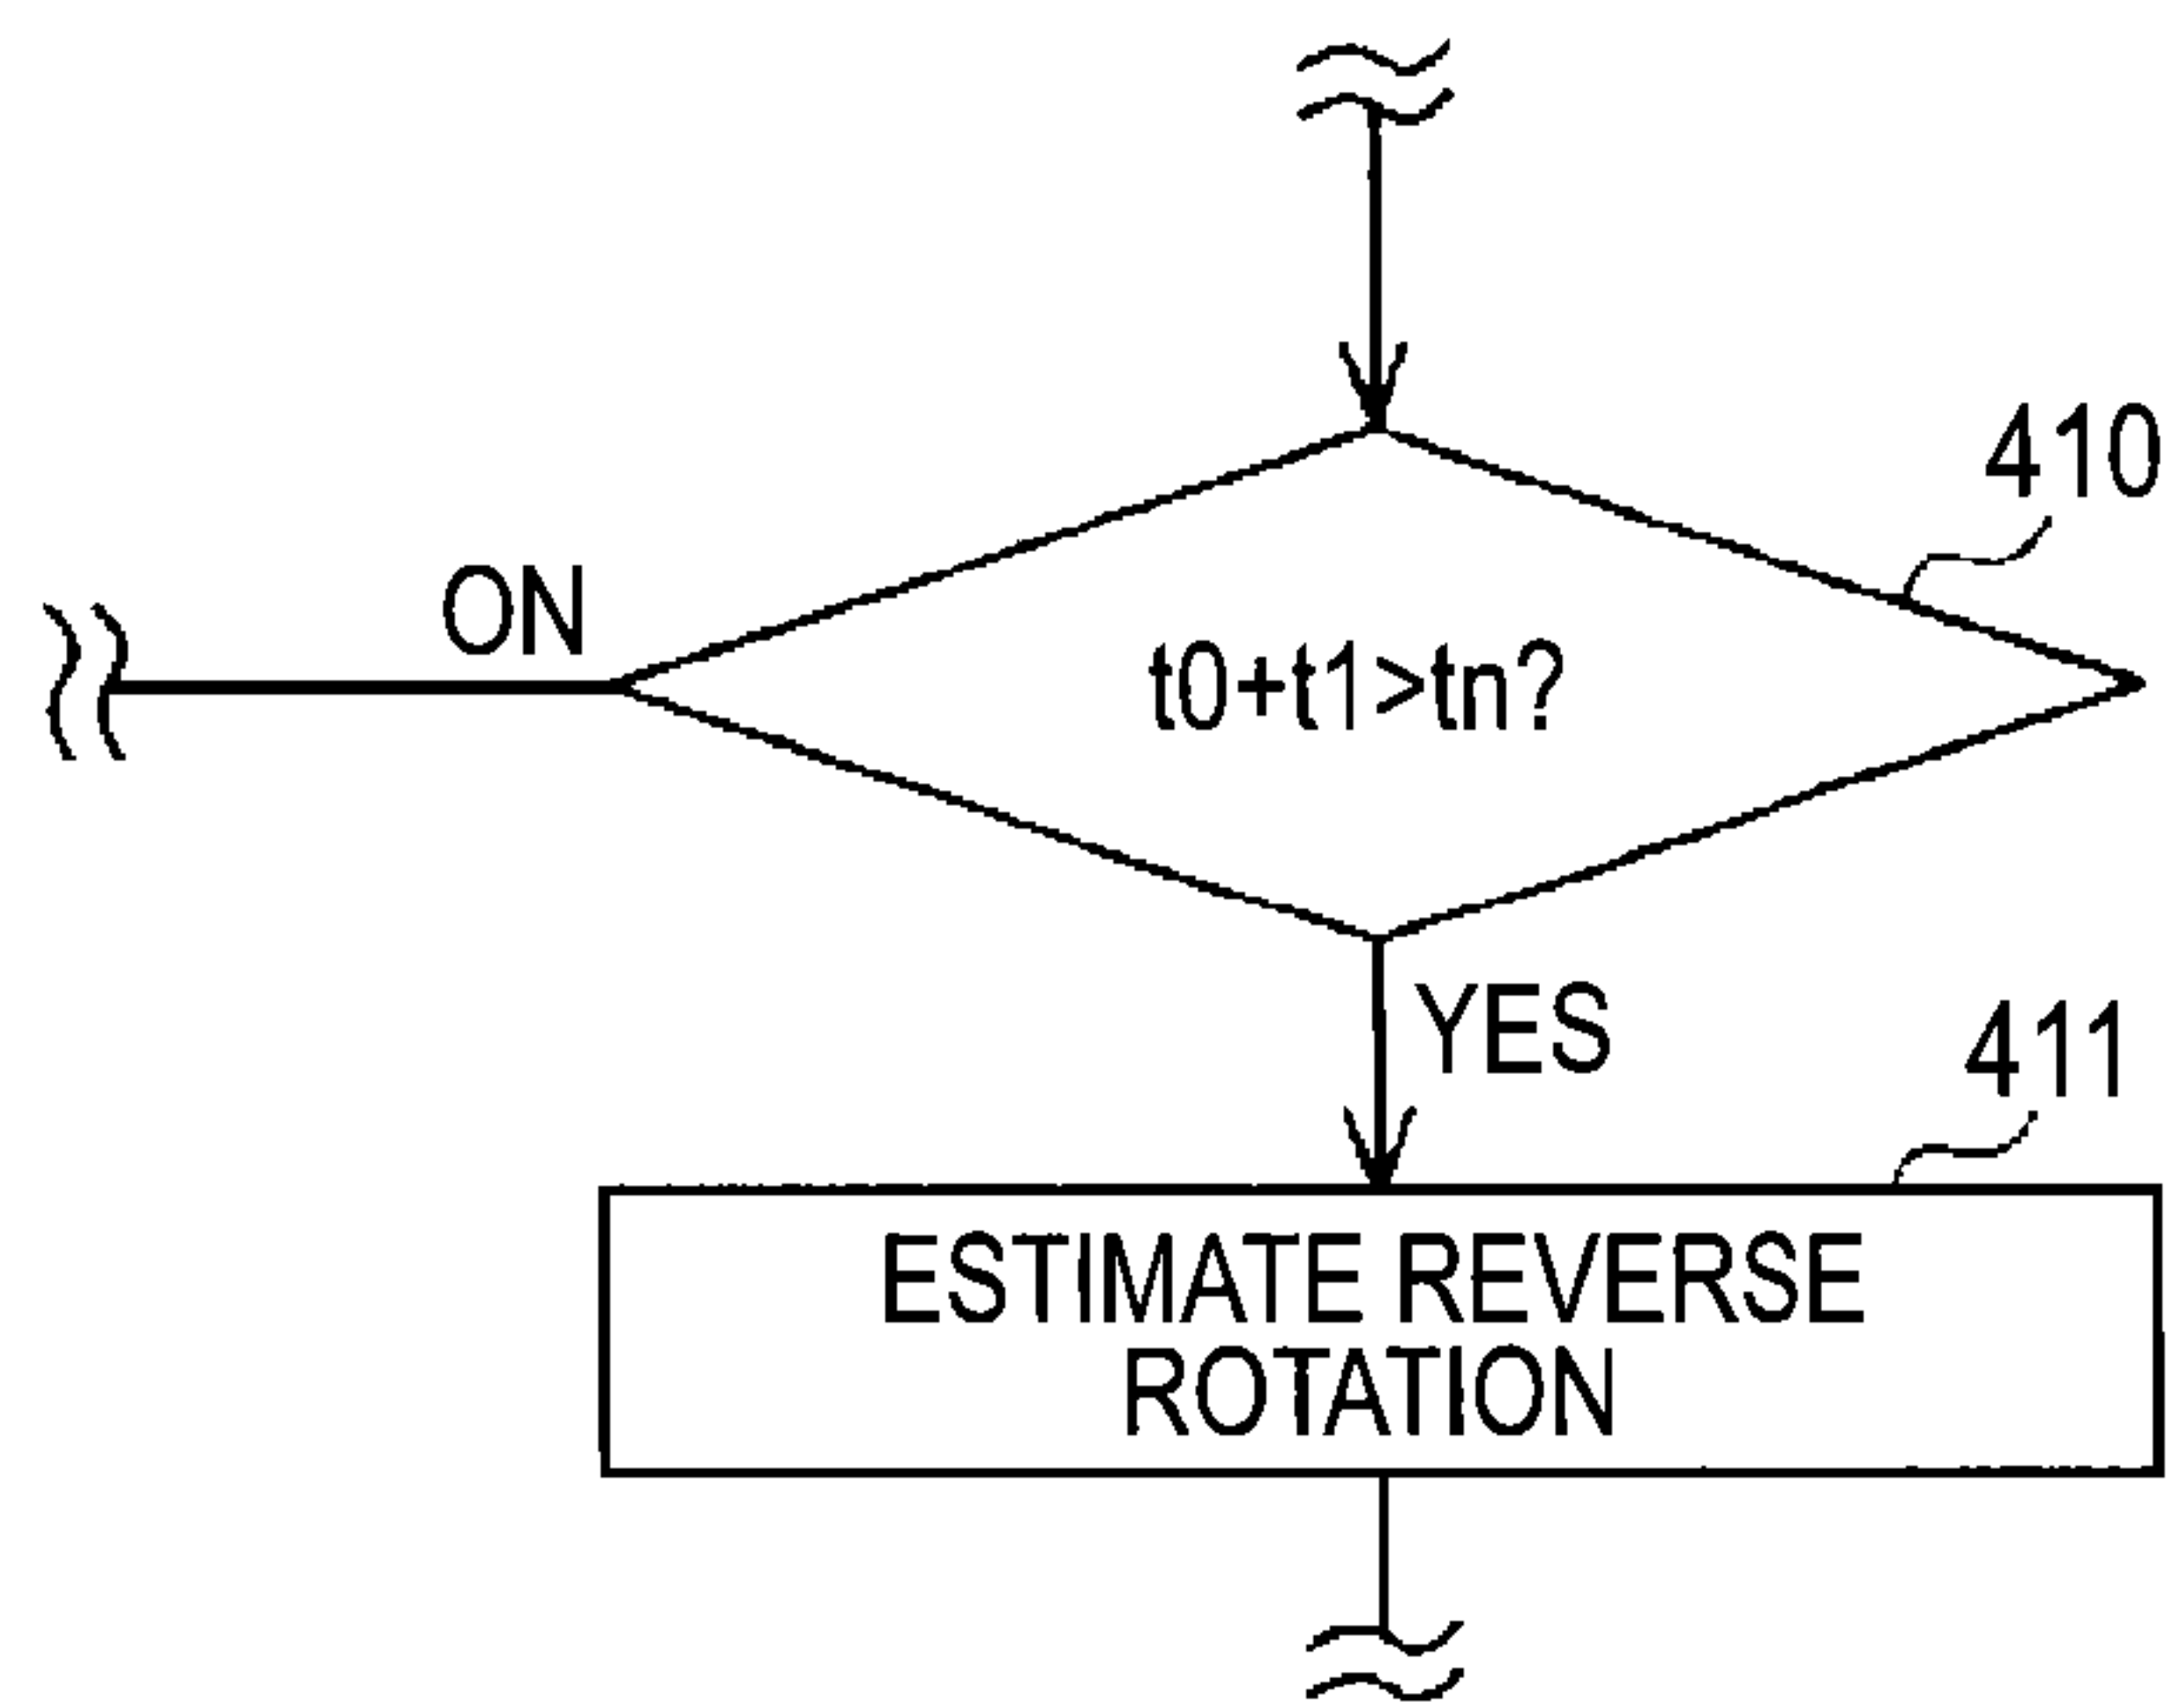 410
ON
t0+t1>tn?
YES
411
ESTIMATE REVERSE
ROTATION